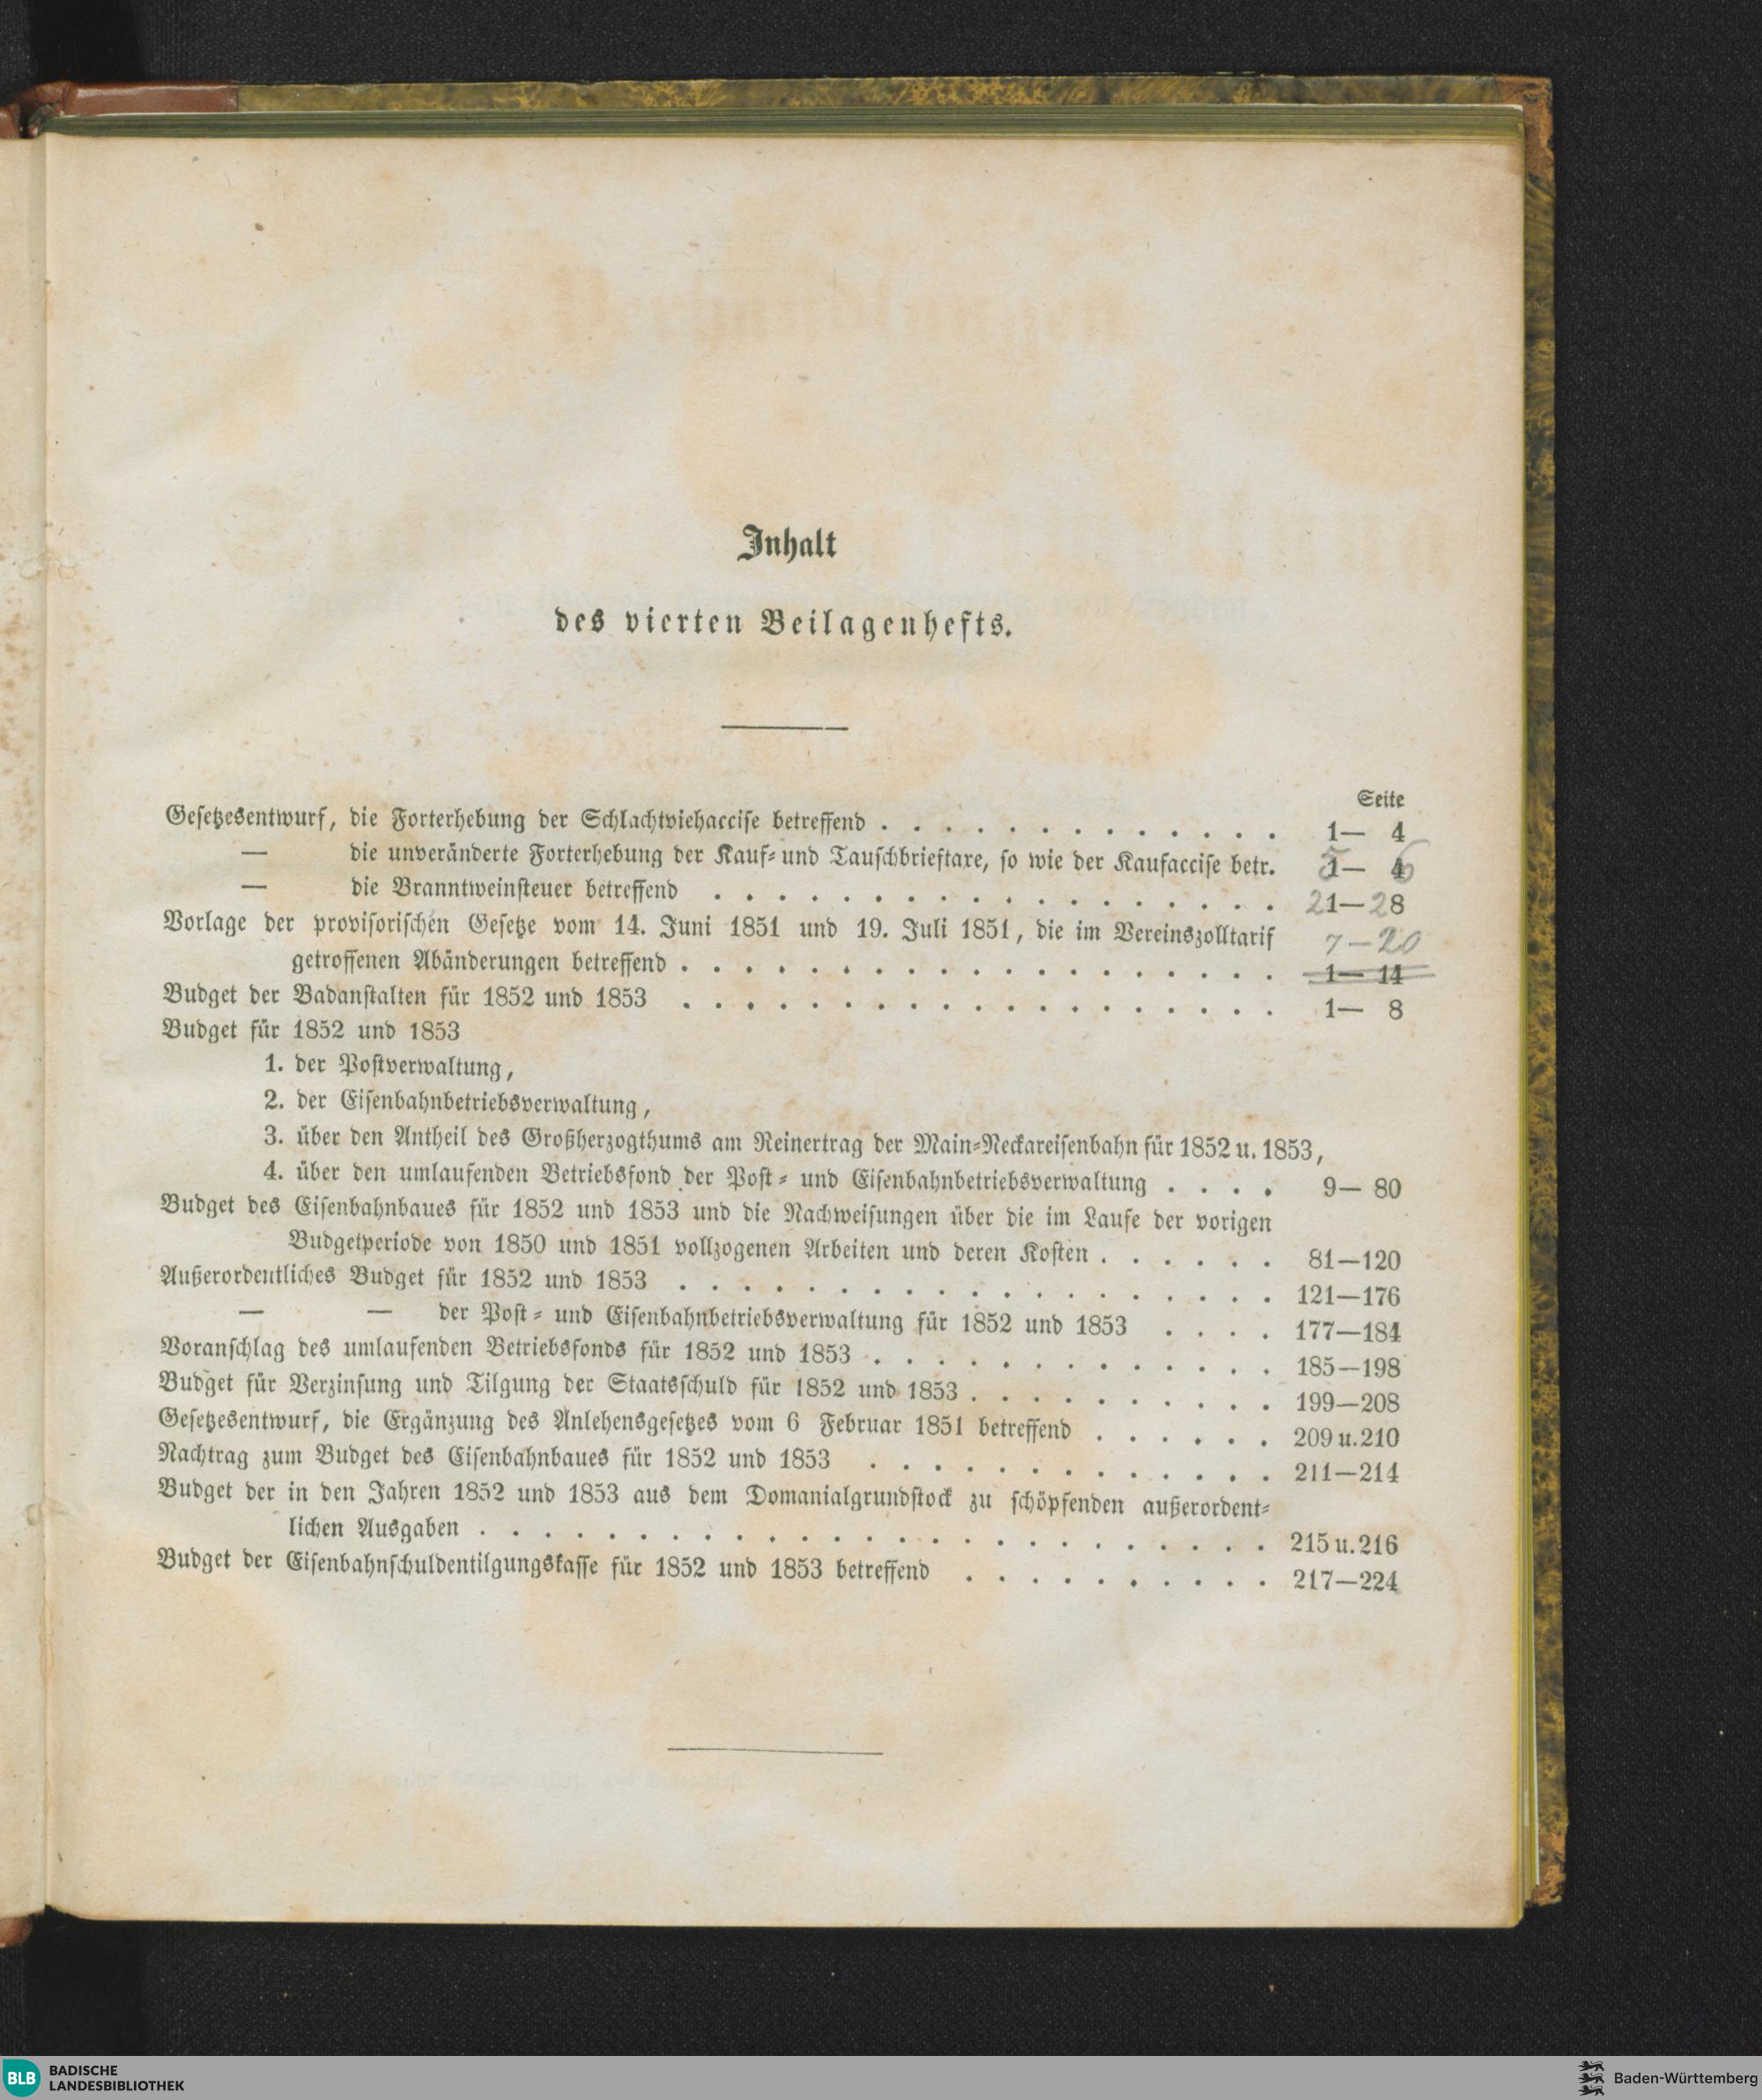 Inhalt
des vierten Beilagenhefts.
Seite
Gesetzesentwurf, die Forterhebung der Schlachtviehaccise betreffend . . . . . . . . . . . . . 1— 4
— die unveränderte Forterhebung der Kauf= und Tauschbrieftaxe, so wie der Kaufaccise betr. 1— 4 5 6
— die Branntweinsteuer betreffend . . . . . . . . . . . . . . . . . . 21—28
Vorlage der provisorischen Gesetze vom 14. Juni 1851 und 19. Juli 1851, die im Vereinszolltarif 7—20
getroffenen Abänderungen betreffend . . . . . . . . . . . . . . . . . . . 1— 14
Budget der Badanstalten für 1852 und 1853 . . . . . . . . . . . . . . . . . . . 1— 8
Budget für 1852 und 1853
1. der Postverwaltung,
2. der Eisenbahnbetriebsverwaltung,
3. über den Antheil des Großherzogthums am Reinertrag der Main=Neckareisenbahn für 1852 u. 1853,
4. über den umlaufenden Betriebsfond der Post = und Eisenbahnbetriebsverwaltung . . . . 9— 80
Budget des Eisenbahnbaues für 1852 und 1853 und die Nachweisungen über die im Laufe der vorigen
Budgetperiode von 1850 und 1851 vollzogenen Arbeiten und deren Kosten . . . . . . 81—120
Außerordentliches Budget für 1852 und 1853 . . . . . . . . . . . . . . . . . . . 121—176
— — der Post = und Eisenbahnbetriebsverwaltung für 1852 und 1853 . . . . 177—184
Voranschlag des umlaufenden Betriebsfonds für 1852 und 1853 . . . . . . . . . . . . . 185—198
Budget für Verzinsung und Tilgung der Staatsschuld für 1852 und 1853 . . . . . . . . . . 199—208
Gesetzesentwurf, die Ergänzung des Anlehensgesetzes vom 6 Februar 1851 betreffend . . . . . . 209 u. 210
Nachtrag zum Budget des Eisenbahnbaues für 1852 und 1853 . . . . . . . . . . . . . 211—214
Budget der in den Jahren 1852 und 1853 aus dem Domanialgrundstock zu schöpfenden außerordent=
lichen Ausgaben . . . . . . . . . . . . . . . . . . . . . . . . . 215 u. 216
Budget der Eisenbahnschuldentilgungskasse für 1852 und 1853 betreffend . . . . . . . . . . 217—224
BLB BADISCHE
LANDESBIBLIOTHEK
Baden-Württemberg